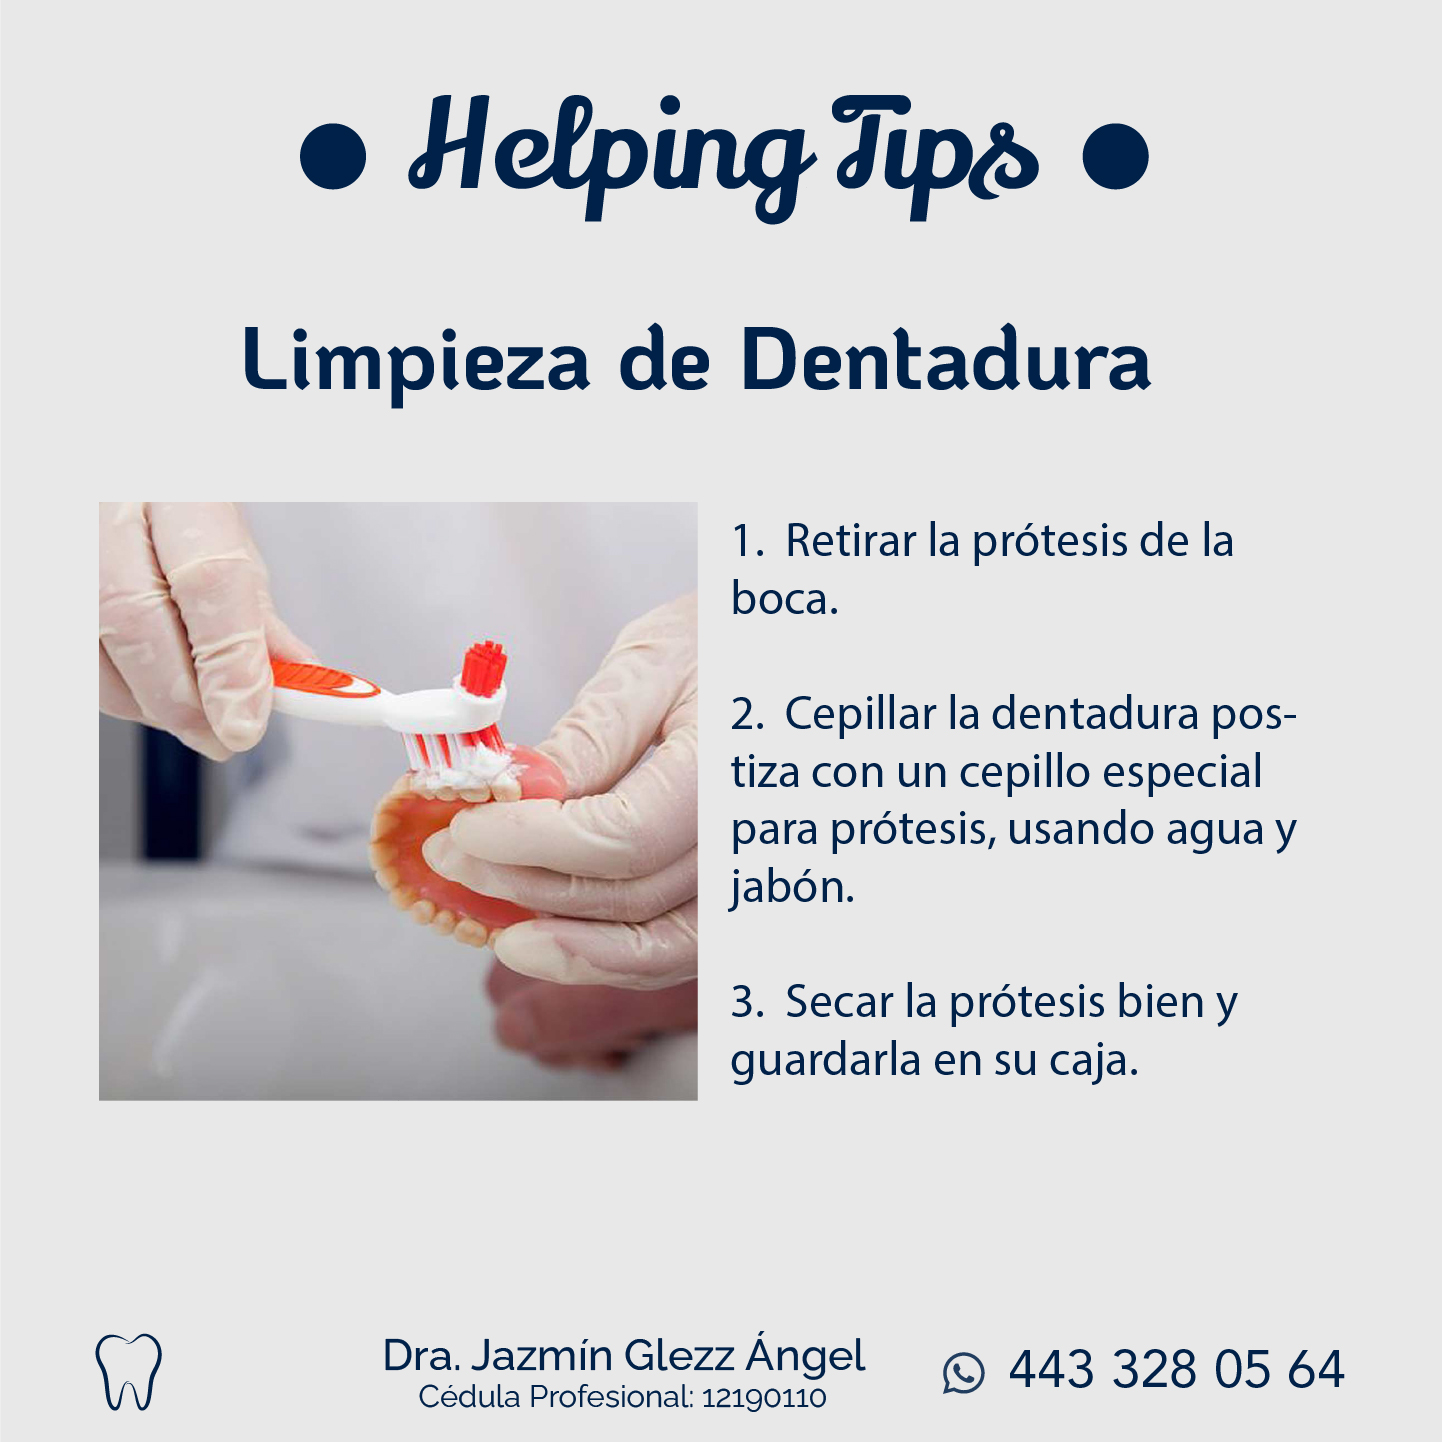 Helping Tips
Limpieza de Dentadura
1. Retirar la prótesis de la
boca.
2. Cepillar la dentadura pos-
tiza con un cepillo especial
para prótesis, usando agua y
jabón.
3. Secar la prótesis bien y
guardarla en su caja.
Dra. Jazmín Glezz Ángel
Cédula Profesional: 12190110
443 328 05 64